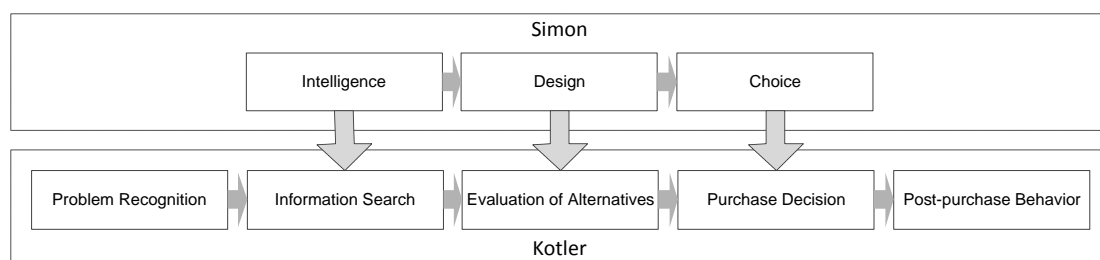 Simon
Intelligence
Design
Choice
Problem Recognition
Information Search
Evaluation of Alternatives
Purchase Decision
Post-purchase Behavior
Kotler